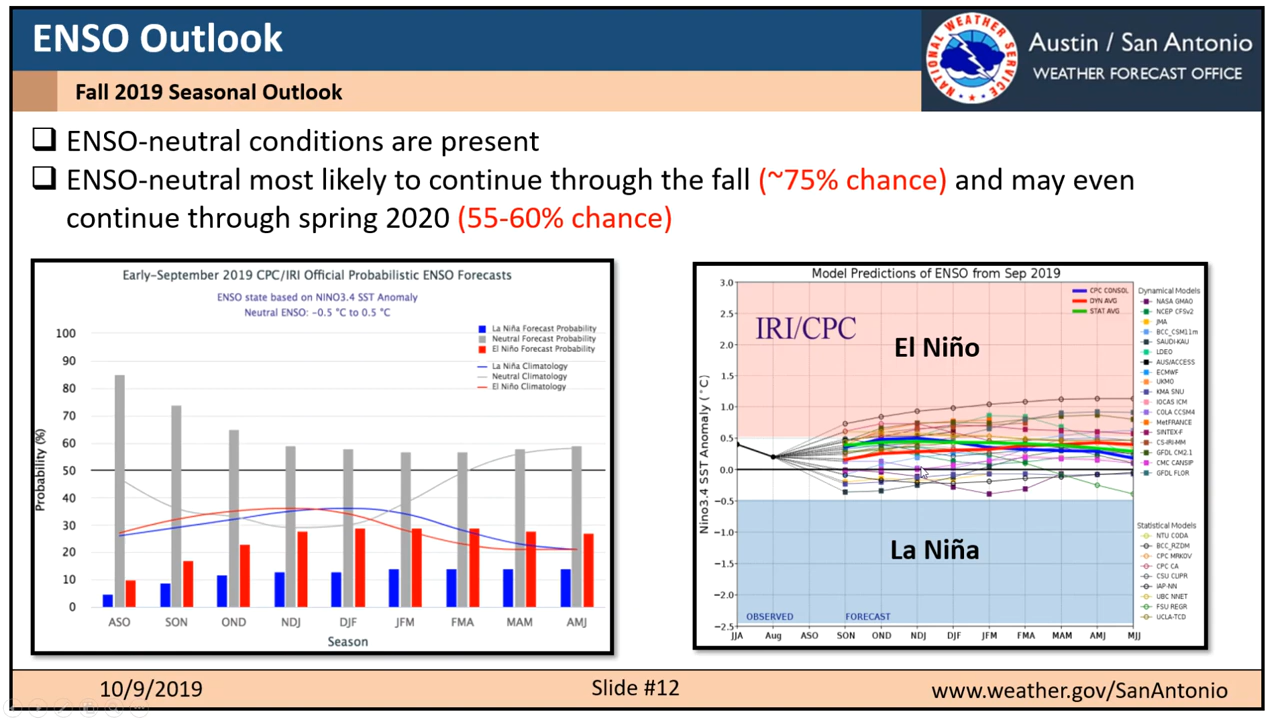 ENSO Outlook
NATIONAL WEATHER SERVICE
Austin / San Antonio
WEATHER FORECAST OFFICE
Fall 2019 Seasonal Outlook
ENSO-neutral conditions are present
ENSO-neutral most likely to continue through the fall (~75% chance) and may even
continue through spring 2020 (55-60% chance)
Early-September 2019 CPC/IRI Official Probabilistic ENSO Forecasts
ENSO state based on NINO3.4 SST Anomaly
Neutral ENSO: -0.5 °C to 0.5 °C
La Niña Forecast Probability
Neutral Forecast Probability
El Niño Forecast Probability
La Niña Climatology
Neutral Climatology
El Niño Climatology
Probability (%)
100
90
80
70
60
50
40
30
20
10
0
ASO SON OND NDJ DJF JFM FMA MAM AMJ
Season
Model Predictions of ENSO from Sep 2019
IRI/CPC
El Niño
La Niña
CPC CONSOL
DYN AVG
STAT AVG
Nino3.4 SST Anomaly (°C)
3.0
2.5
2.0
1.5
1.0
0.5
0.0
−0.5
−1.0
−1.5
−2.0
−2.5
OBSERVED FORECAST
JJA Aug ASO SON OND NDJ DJF JFM FMA MAM AMJ MJJ
Dynamical Models
NASA GMAO
NCEP CFSv2
JMA
BCC_CSM11m
SAUDI-KAU
LDEO
AUS/ACCESS
ECMWF
UKMO
KMA SNU
IOCAS ICM
COLA CCSM4
MetFRANCE
SINTEX-F
CS-IRI-MM
GFDL CM2.1
CMC CANSIP
GFDL FLOR
Statistical Models
NTU CODA
BCC_RZDM
CPC MRKOV
CPC CA
CSU CLIPR
IAP-NN
UBC NNET
FSU REGR
UCLA-TCD
10/9/2019
Slide #12
www.weather.gov/SanAntonio